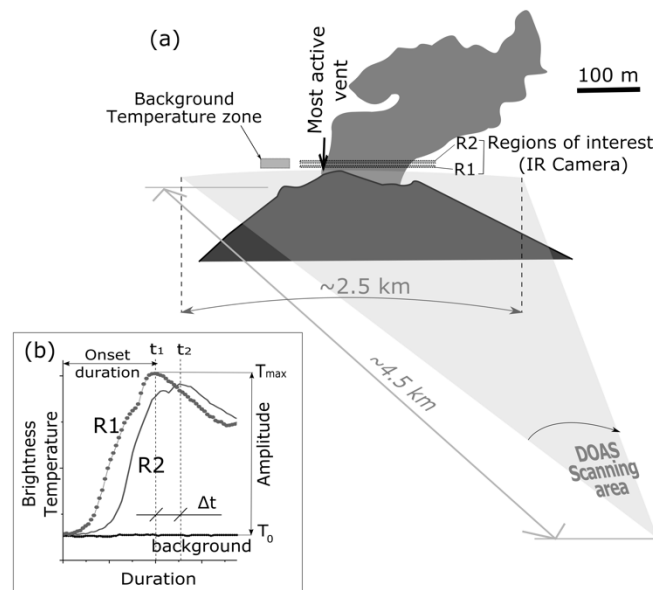 (a)
100 m
Background
Temperature zone
Most active
vent
R2
R1
Regions of interest
(IR Camera)
~2.5 km
~4.5 km
DOAS
Scanning
area
(b)
Onset
duration
t1
t2
Tmax
R1
R2
Δt
Amplitude
T0
background
Brightness
Temperature
Duration